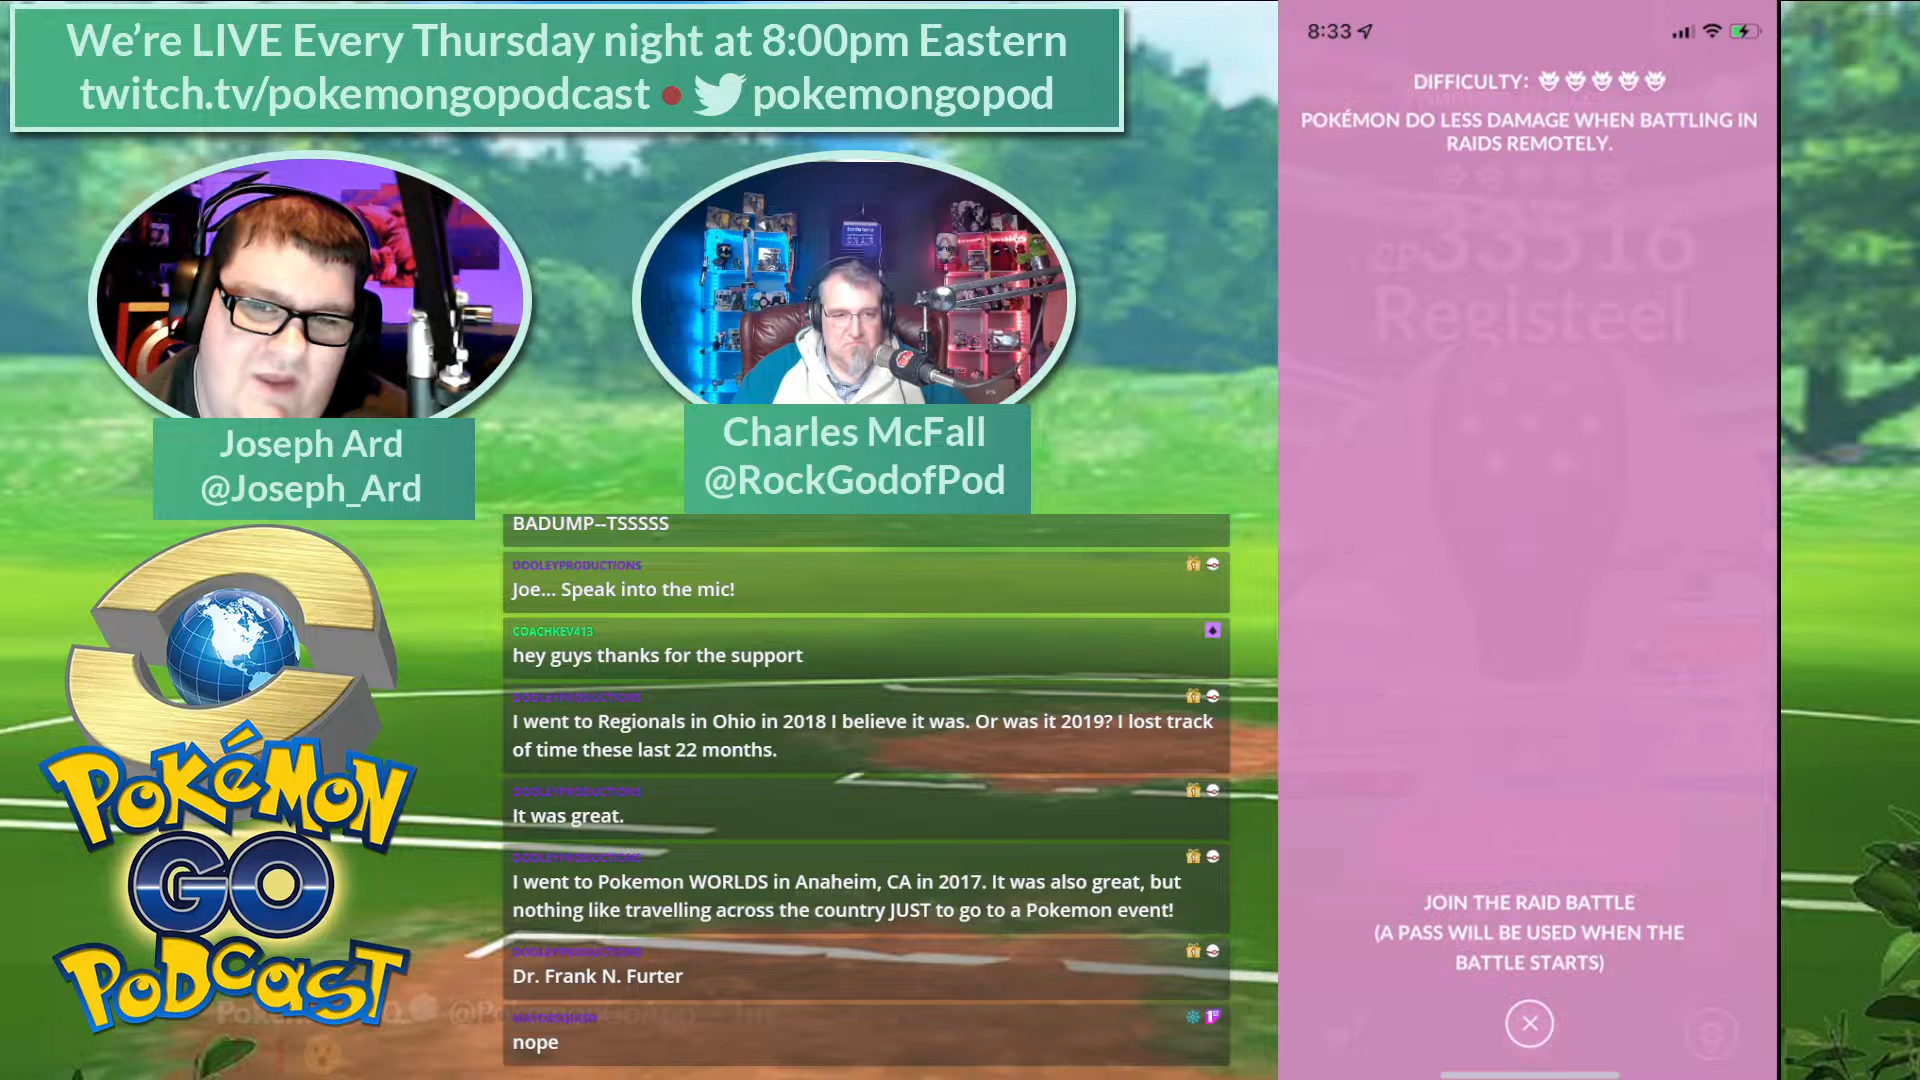 We're LIVE Every Thursday night at 8:00pm Eastern
twitch.tv/pokemongopodcast • pokemongopod
Joseph Ard
@Joseph_Ard
Charles McFall
@RockGodofPod
POKÉMON
GO
PODCAST
BADUMP--TSSSSS
DOOLEYPRODUCTIONS
Joe... Speak into the mic!
COACHKEV413
hey guys thanks for the support
DOOLEYPRODUCTIONS
I went to Regionals in Ohio in 2018 I believe it was. Or was it 2019? I lost track
of time these last 22 months.
DOOLEYPRODUCTIONS
It was great.
DOOLEYPRODUCTIONS
I went to Pokemon WORLDS in Anaheim, CA in 2017. It was also great, but
nothing like travelling across the country JUST to go to a Pokemon event!
DOOLEYPRODUCTIONS
Dr. Frank N. Furter
nope
8:33
DIFFICULTY:
POKÉMON DO LESS DAMAGE WHEN BATTLING IN
RAIDS REMOTELY.
Registeel
JOIN THE RAID BATTLE
(A PASS WILL BE USED WHEN THE
BATTLE STARTS)